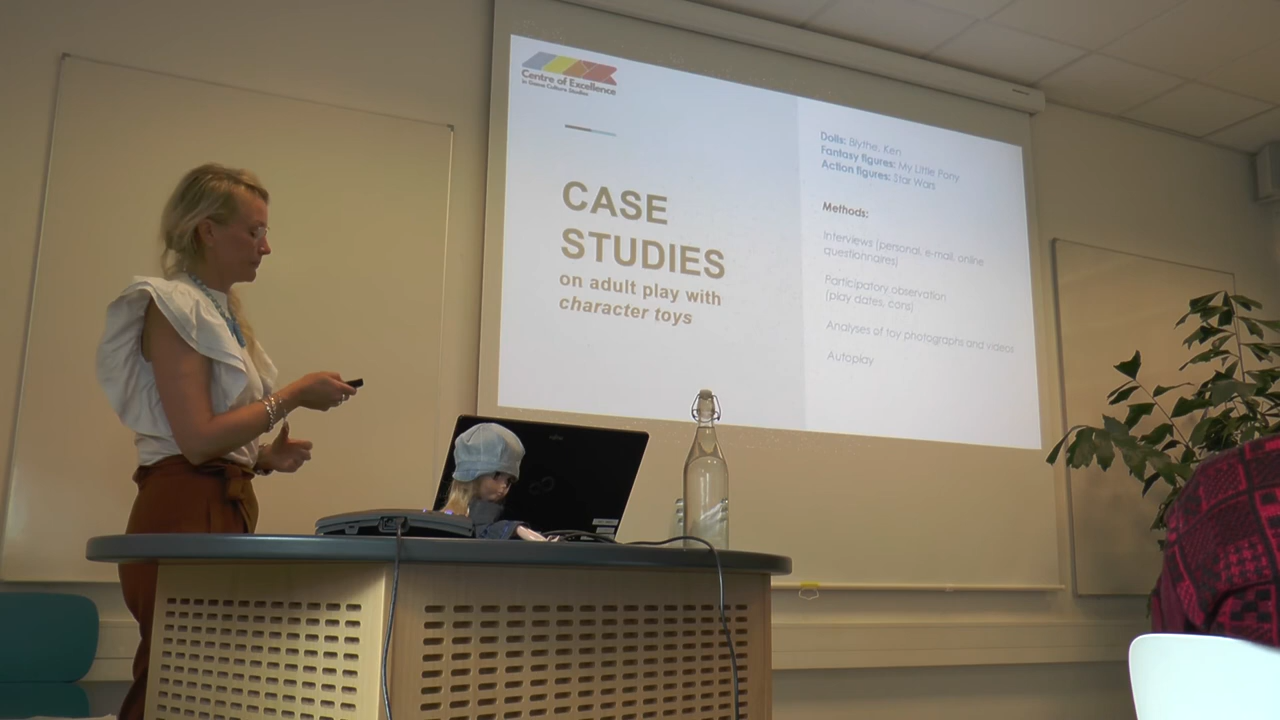 Centre of Excellence
in Game Culture Studies
CASE
STUDIES
on adult play with
character toys
Dolls: Blythe, Ken
Fantasy figures: My Little Pony
Action figures: Star Wars
Methods:
Interviews (personal, e-mail, online
questionnaires)
Participatory observation
(play dates, cons)
Analyses of toy photographs and videos
Autoplay